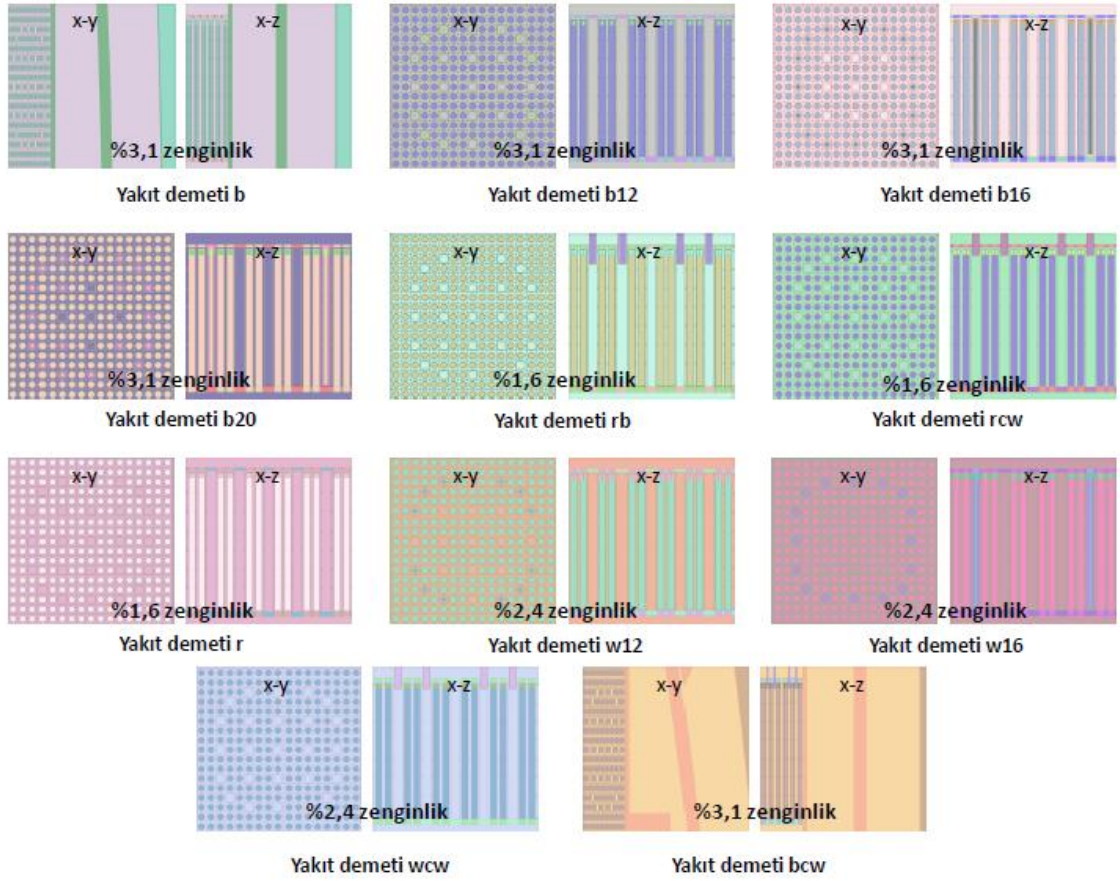 x-y x-z x-y x-z x-y x-z
%3,1 zenginlik %3,1 zenginlik %3,1 zenginlik
Yakıt demeti b Yakıt demeti b12 Yakıt demeti b16
x-y x-z x-y x-z x-y x-z
%3,1 zenginlik %1,6 zenginlik %1,6 zenginlik
Yakıt demeti b20 Yakıt demeti rb Yakıt demeti rcw
x-y x-z x-y x-z x-y x-z
%1,6 zenginlik %2,4 zenginlik %2,4 zenginlik
Yakıt demeti r Yakıt demeti w12 Yakıt demeti w16
x-y x-z x-y x-z
%2,4 zenginlik %3,1 zenginlik
Yakıt demeti wcw Yakıt demeti bcw